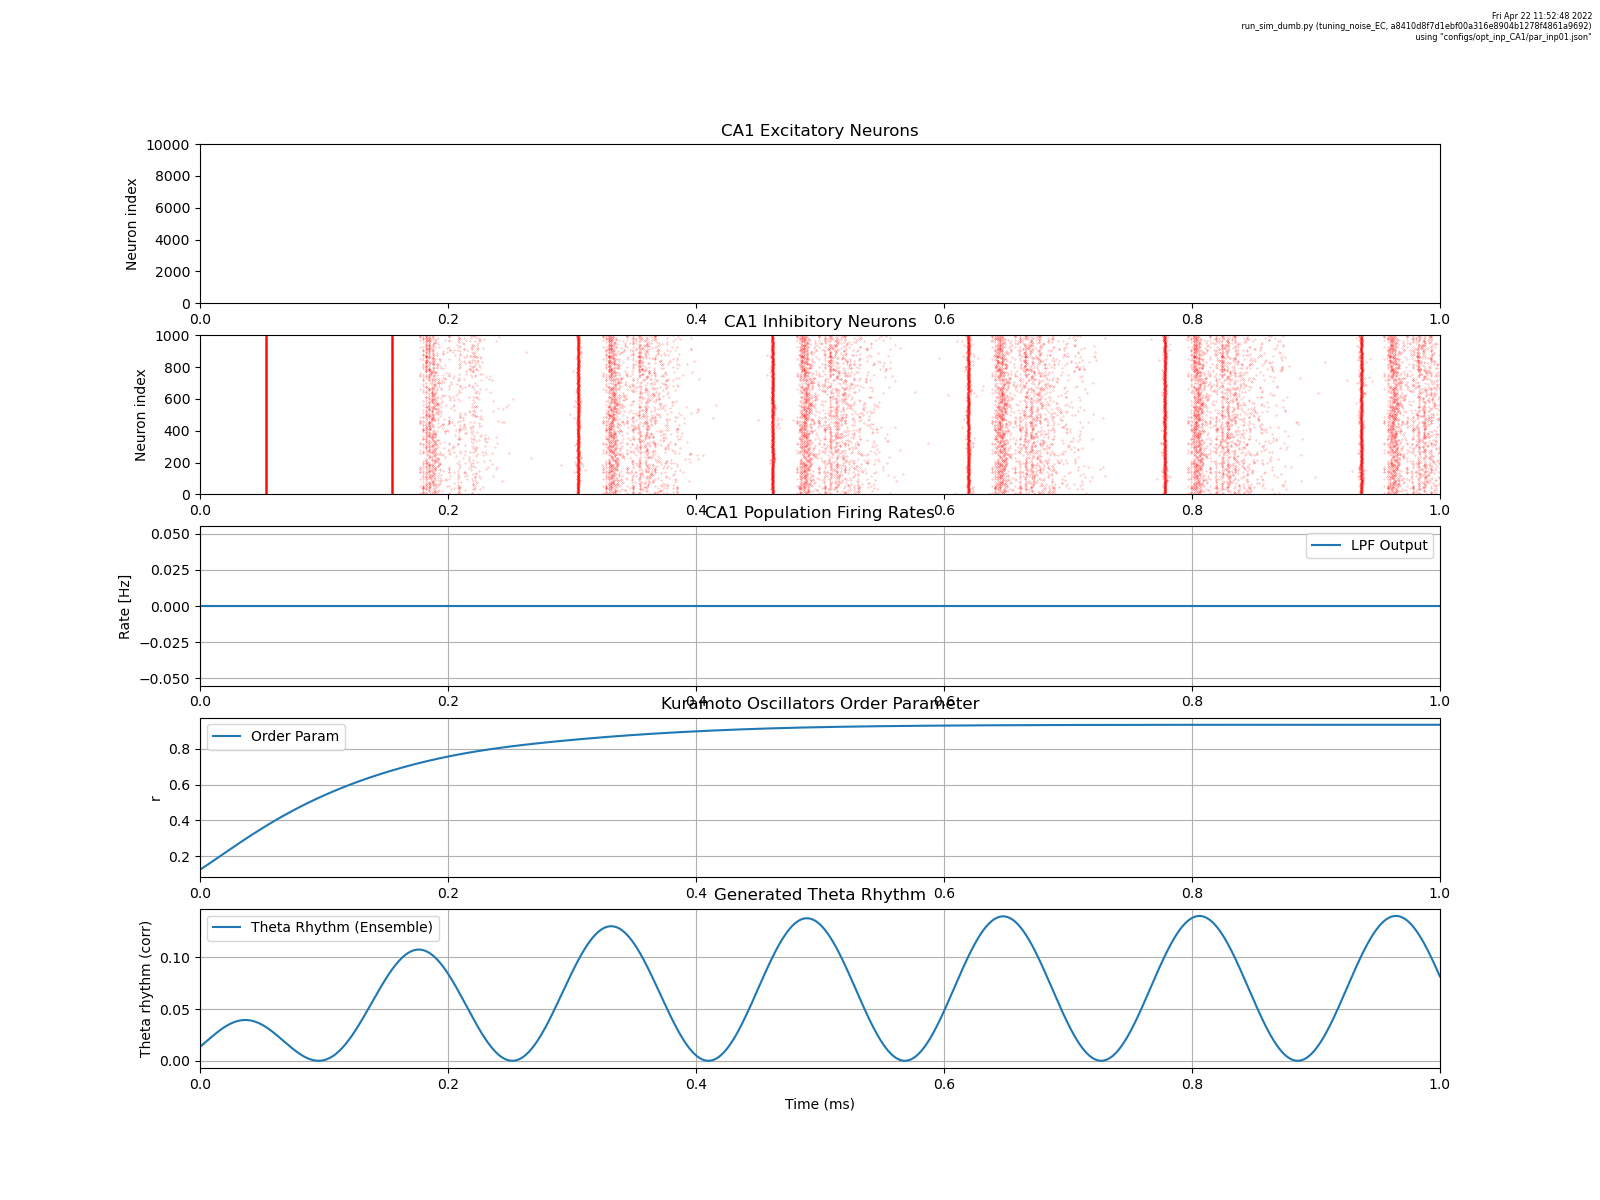 Fri Apr 22 11:52:48 2022
run_sim_dumb.py (tuning_noise_EC, a8410d8f7d1ebf00a316e8904b1278f4861a9692)
using "configs/opt_inp_CA1/par_inp01.json"
CA1 Excitatory Neurons
Neuron index
10000
8000
6000
4000
2000
0
0.0 0.2 0.4 0.6 0.8 1.0
CA1 Inhibitory Neurons
Neuron index
1000
800
600
400
200
0
0.0 0.2 0.4 0.6 0.8 1.0
CA1 Population Firing Rates
Rate [Hz]
0.050
0.025
0.000
−0.025
−0.050
LPF Output
0.0 0.2 0.4 0.6 0.8 1.0
Kuramoto Oscillators Order Parameter
r
0.8
0.6
0.4
0.2
Order Param
0.0 0.2 0.4 0.6 0.8 1.0
Generated Theta Rhythm
Theta rhythm (corr)
0.10
0.05
0.00
Theta Rhythm (Ensemble)
0.0 0.2 0.4 0.6 0.8 1.0
Time (ms)